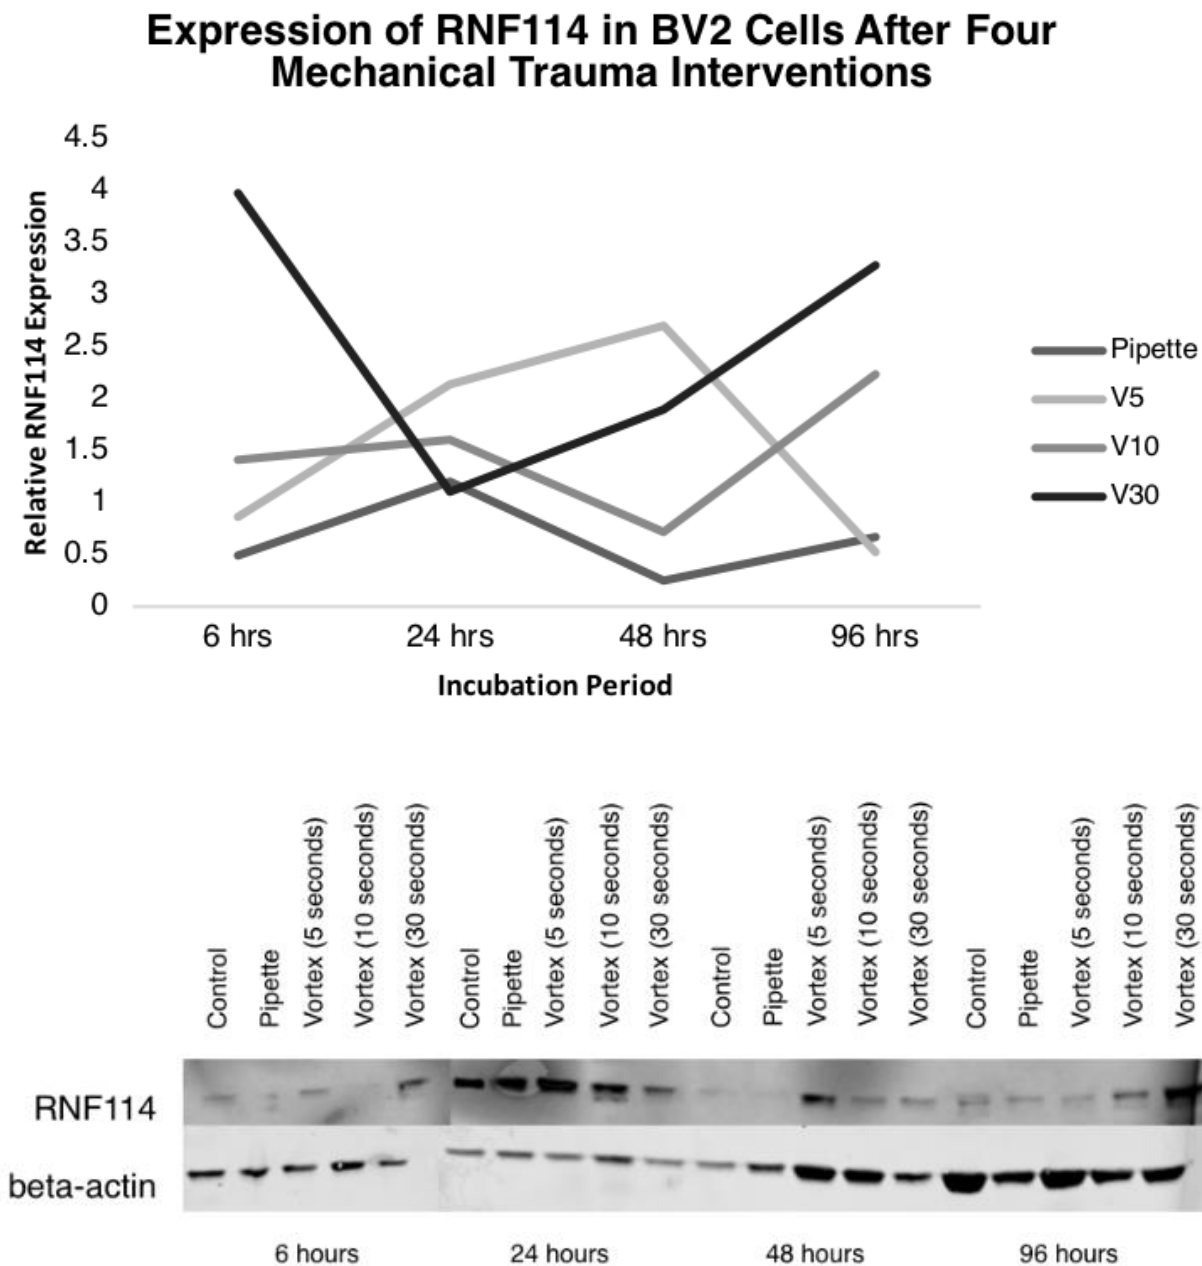 Expression of RNF114 in BV2 Cells After Four
Mechanical Trauma Interventions
Relative RNF114 Expression
4.5
4
3.5
3
2.5
2
1.5
1
0.5
0
6 hrs
24 hrs
48 hrs
96 hrs
Incubation Period
Pipette
V5
V10
V30
Control
Pipette
Vortex (5 seconds)
Vortex (10 seconds)
Vortex (30 seconds)
Control
Pipette
Vortex (5 seconds)
Vortex (10 seconds)
Vortex (30 seconds)
Control
Pipette
Vortex (5 seconds)
Vortex (10 seconds)
Vortex (30 seconds)
Control
Pipette
Vortex (5 seconds)
Vortex (10 seconds)
Vortex (30 seconds)
RNF114
beta-actin
6 hours
24 hours
48 hours
96 hours